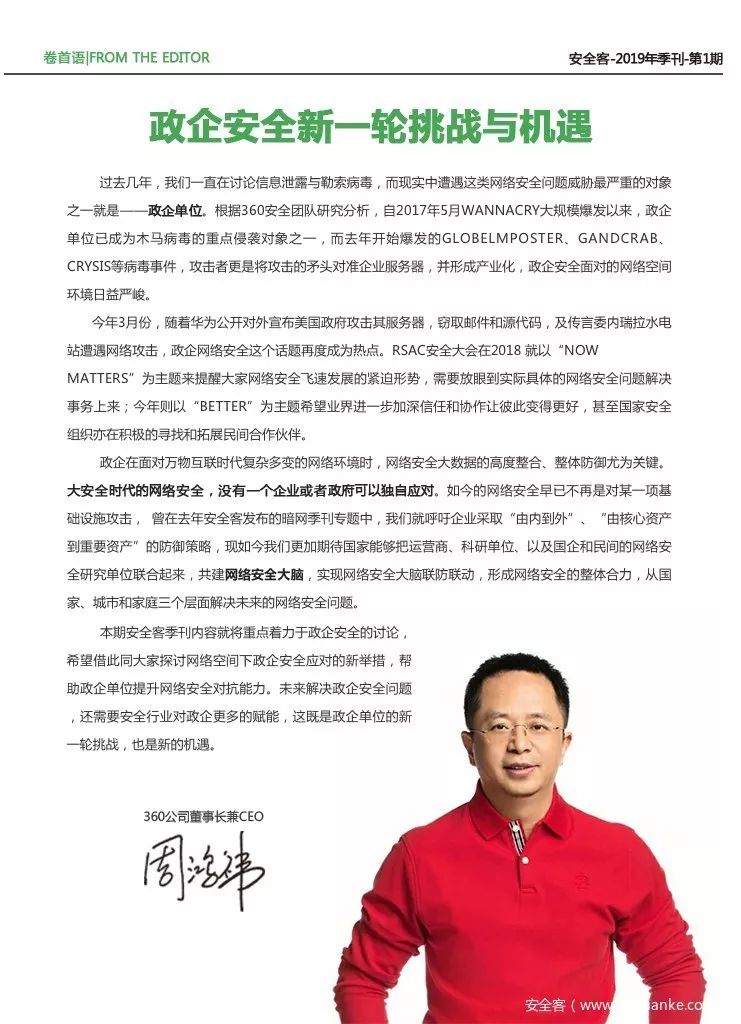 卷首语|FROM THE EDITOR
安全客-2019年季刊-第1期
政企安全新一轮挑战与机遇
过去几年，我们一直在讨论信息泄露与勒索病毒，而现实中遭遇这类网络安全问题威胁最严重的对象
之一就是——政企单位。根据360安全团队研究分析，自2017年5月WANNACRY大规模爆发以来，政企
单位已成为木马病毒的重点侵袭对象之一，而去年开始爆发的GLOBELMPOSTER、GANDCRAB、
CRYSIS等病毒事件，攻击者更是将攻击的矛头对准企业服务器，并形成产业化，政企安全面对的网络空间
环境日益严峻。
今年3月份，随着华为公开对外宣布美国政府攻击其服务器，窃取邮件和源代码，及传言委内瑞拉水电
站遭遇网络攻击，政企网络安全这个话题再度成为热点。RSAC安全大会在2018 就以“NOW
MATTERS”为主题来提醒大家网络安全飞速发展的紧迫形势，需要放眼到实际具体的网络安全问题解决
事务上来；今年则以“BETTER”为主题希望业界进一步加深信任和协作让彼此变得更好，甚至国家安全
组织亦在积极的寻找和拓展民间合作伙伴。
政企在面对万物互联时代复杂多变的网络环境时，网络安全大数据的高度整合、整体防御尤为关键。
大安全时代的网络安全，没有一个企业或者政府可以独自应对。如今的网络安全早已不再是对某一项基
础设施攻击， 曾在去年安全客发布的暗网季刊专题中，我们就呼吁企业采取“由内到外”、“由核心资产
到重要资产”的防御策略，现如今我们更加期待国家能够把运营商、科研单位、以及国企和民间的网络安
全研究单位联合起来，共建网络安全大脑，实现网络安全大脑联防联动，形成网络安全的整体合力，从国
家、城市和家庭三个层面解决未来的网络安全问题。
本期安全客季刊内容就将重点着力于政企安全的讨论，
希望借此同大家探讨网络空间下政企安全应对的新举措，帮
助政企单位提升网络安全对抗能力。未来解决政企安全问题
，还需要安全行业对政企更多的赋能，这既是政企单位的新
一轮挑战，也是新的机遇。
360公司董事长兼CEO
周鸿祎
安全客（www.